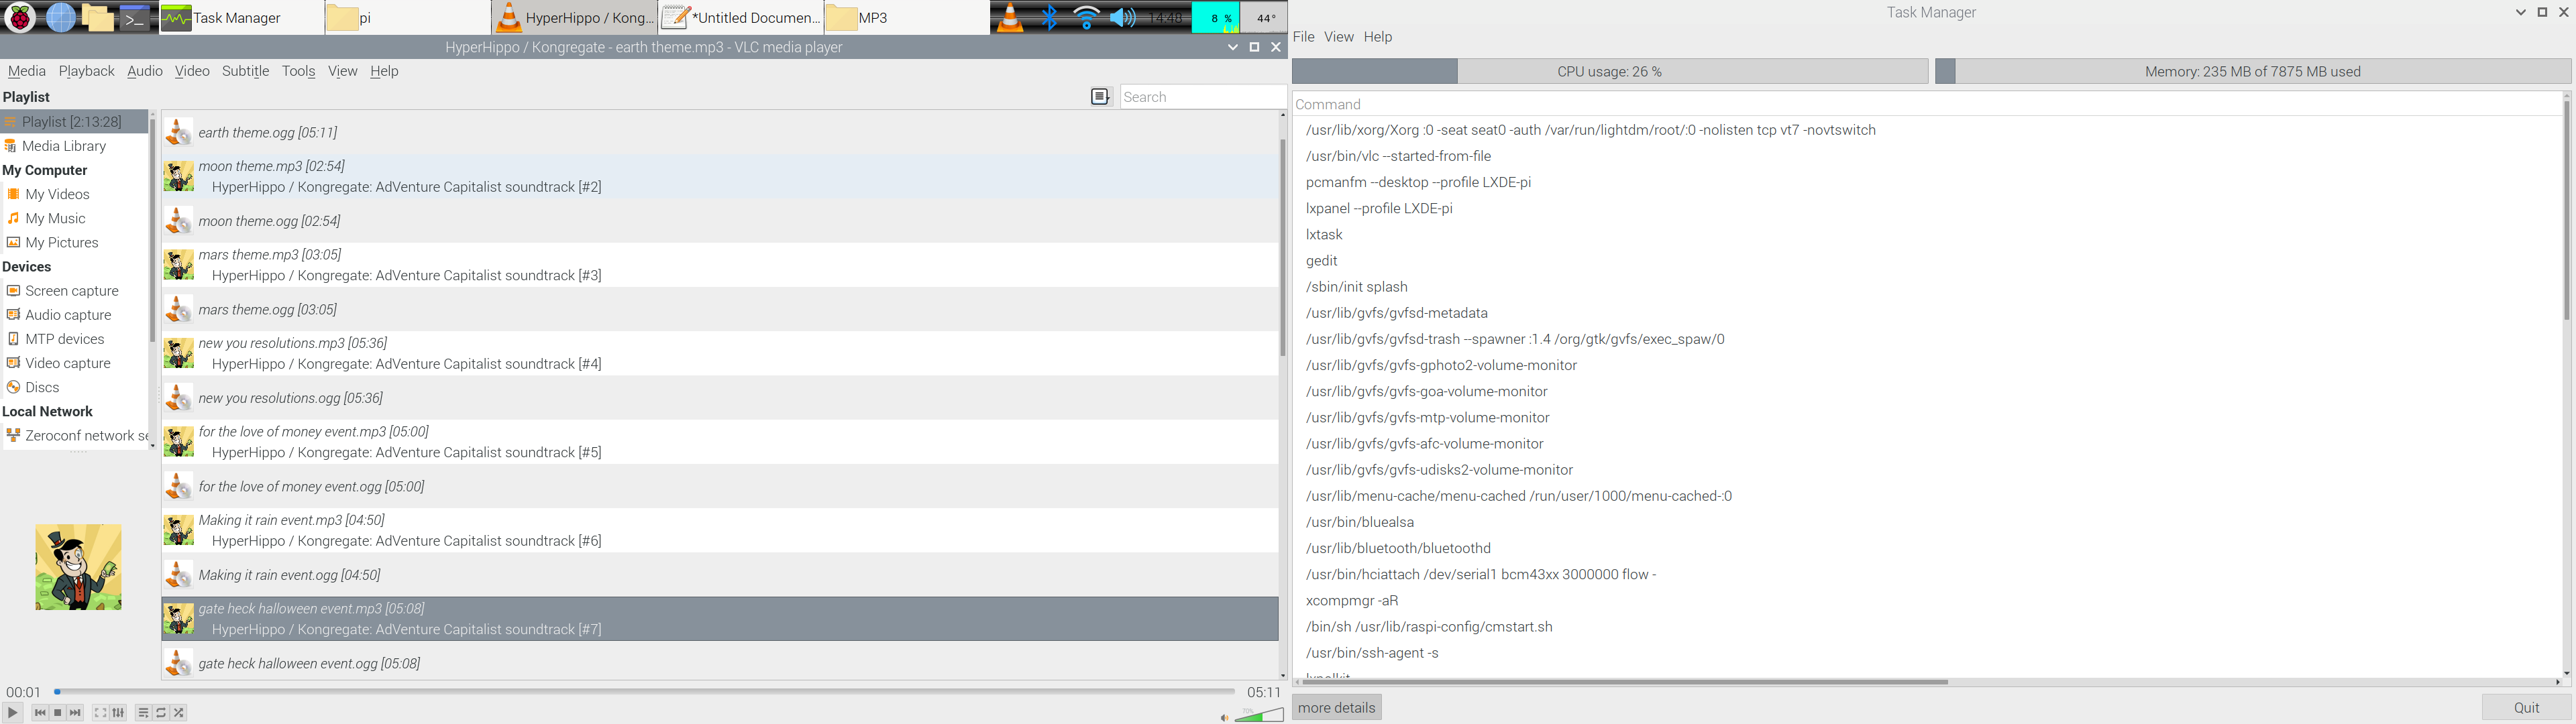 Task Manager
pi
HyperHippo / Kong...
*Untitled Documen...
MP3
14:48
8 %
44°
HyperHippo / Kongregate - earth theme.mp3 - VLC media player
Media Playback Audio Video Subtitle Tools View Help
Playlist
Search
Playlist [2:13:28]
Media Library
My Computer
My Videos
My Music
My Pictures
Devices
Screen capture
Audio capture
MTP devices
Video capture
Discs
Local Network
Zeroconf network se
earth theme.ogg [05:11]
moon theme.mp3 [02:54]
HyperHippo / Kongregate: AdVenture Capitalist soundtrack [#2]
moon theme.ogg [02:54]
mars theme.mp3 [03:05]
HyperHippo / Kongregate: AdVenture Capitalist soundtrack [#3]
mars theme.ogg [03:05]
new you resolutions.mp3 [05:36]
HyperHippo / Kongregate: AdVenture Capitalist soundtrack [#4]
new you resolutions.ogg [05:36]
for the love of money event.mp3 [05:00]
HyperHippo / Kongregate: AdVenture Capitalist soundtrack [#5]
for the love of money event.ogg [05:00]
Making it rain event.mp3 [04:50]
HyperHippo / Kongregate: AdVenture Capitalist soundtrack [#6]
Making it rain event.ogg [04:50]
gate heck halloween event.mp3 [05:08]
HyperHippo / Kongregate: AdVenture Capitalist soundtrack [#7]
gate heck halloween event.ogg [05:08]
00:01
05:11
70%
Task Manager
File View Help
CPU usage: 26 %
Memory: 235 MB of 7875 MB used
Command
/usr/lib/xorg/Xorg :0 -seat seat0 -auth /var/run/lightdm/root/:0 -nolisten tcp vt7 -novtswitch
/usr/bin/vlc --started-from-file
pcmanfm --desktop --profile LXDE-pi
lxpanel --profile LXDE-pi
lxtask
gedit
/sbin/init splash
/usr/lib/gvfs/gvfsd-metadata
/usr/lib/gvfs/gvfsd-trash --spawner :1.4 /org/gtk/gvfs/exec_spaw/0
/usr/lib/gvfs/gvfs-gphoto2-volume-monitor
/usr/lib/gvfs/gvfs-goa-volume-monitor
/usr/lib/gvfs/gvfs-mtp-volume-monitor
/usr/lib/gvfs/gvfs-afc-volume-monitor
/usr/lib/gvfs/gvfs-udisks2-volume-monitor
/usr/lib/menu-cache/menu-cached /run/user/1000/menu-cached-:0
/usr/bin/bluealsa
/usr/lib/bluetooth/bluetoothd
/usr/bin/hciattach /dev/serial1 bcm43xx 3000000 flow -
xcompmgr -aR
/bin/sh /usr/lib/raspi-config/cmstart.sh
/usr/bin/ssh-agent -s
lxpolkit
more details
Quit